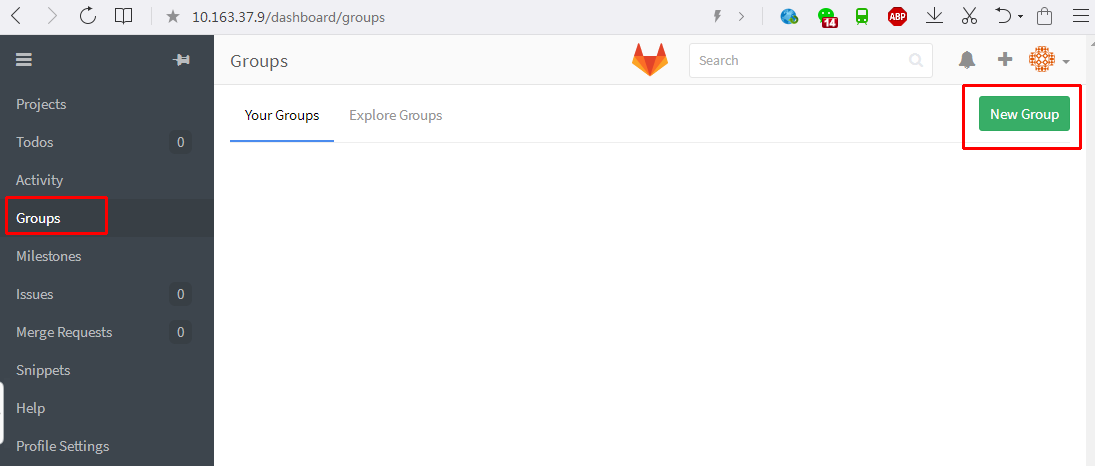 10.163.37.9/dashboard/groups
14
ABP
Groups
Search
Projects
Todos 0
Activity
Groups
Milestones
Issues 0
Merge Requests 0
Snippets
Help
Profile Settings
Your Groups Explore Groups
New Group